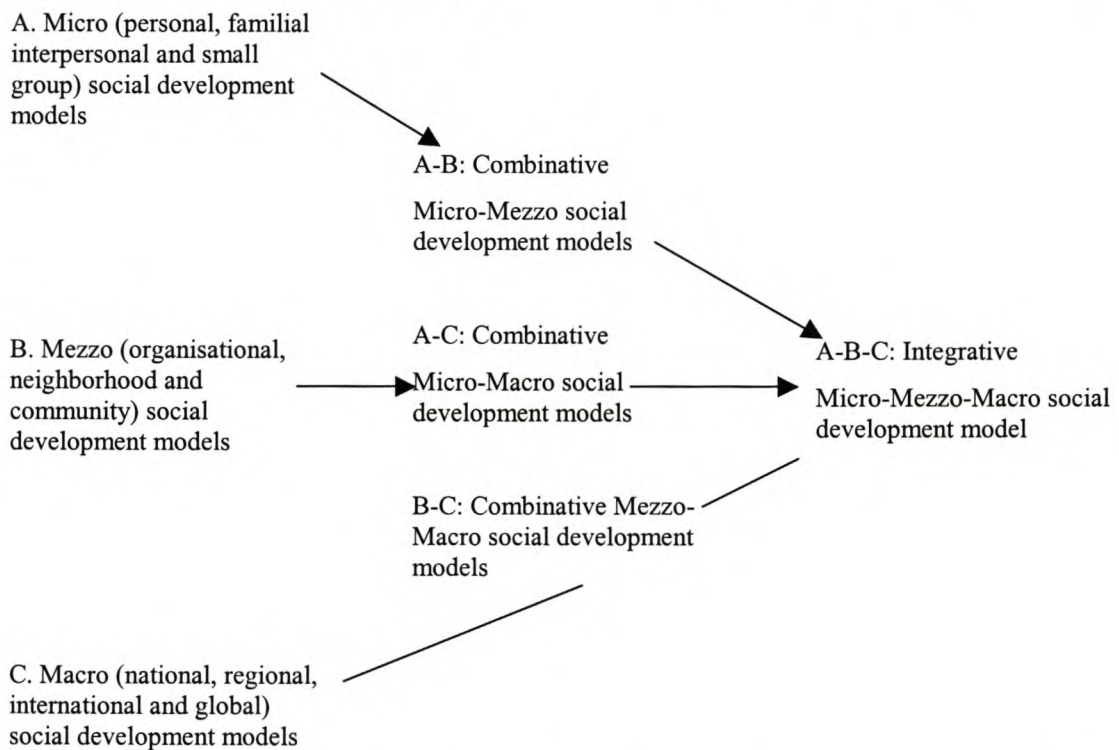 A. Micro (personal, familial
interpersonal and small
group) social development
models
A-B: Combinative
Micro-Mezzo social
development models
B. Mezzo (organisational,
neighborhood and
community) social
development models
A-C: Combinative
Micro-Macro social
development models
A-B-C: Integrative
Micro-Mezzo-Macro social
development model
B-C: Combinative Mezzo-
Macro social development
models
C. Macro (national, regional,
international and global)
social development models